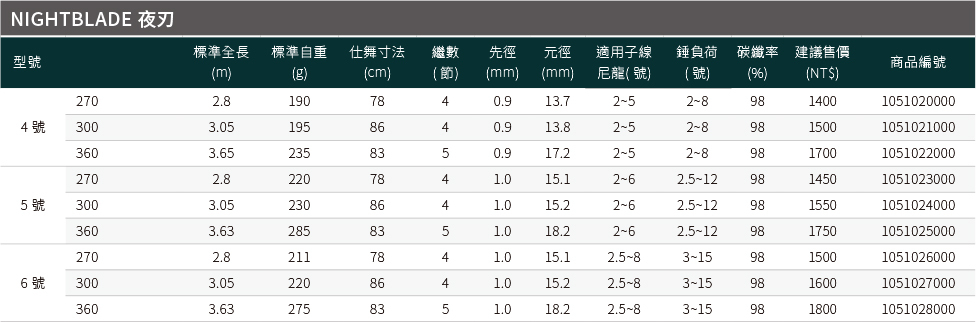 NIGHTBLADE 夜刃
型號 標準全長 (m) 標準自重 (g) 仕舞寸法 (cm) 繼數 ( 節) 先徑 (mm) 元徑 (mm) 適用子線 尼龍( 號) 錘負荷 ( 號) 碳纖率 (%) 建議售價 (NT$) 商品編號
4 號
270 2.8 190 78 4 0.9 13.7 2~5 2~8 98 1400 1051020000
300 3.05 195 86 4 0.9 13.8 2~5 2~8 98 1500 1051021000
360 3.65 235 83 5 0.9 17.2 2~5 2~8 98 1700 1051022000
5 號
270 2.8 220 78 4 1.0 15.1 2~6 2.5~12 98 1450 1051023000
300 3.05 230 86 4 1.0 15.2 2~6 2.5~12 98 1550 1051024000
360 3.63 285 83 5 1.0 18.2 2~6 2.5~12 98 1750 1051025000
6 號
270 2.8 211 78 4 1.0 15.1 2.5~8 3~15 98 1500 1051026000
300 3.05 220 86 4 1.0 15.2 2.5~8 3~15 98 1600 1051027000
360 3.63 275 83 5 1.0 18.2 2.5~8 3~15 98 1800 1051028000